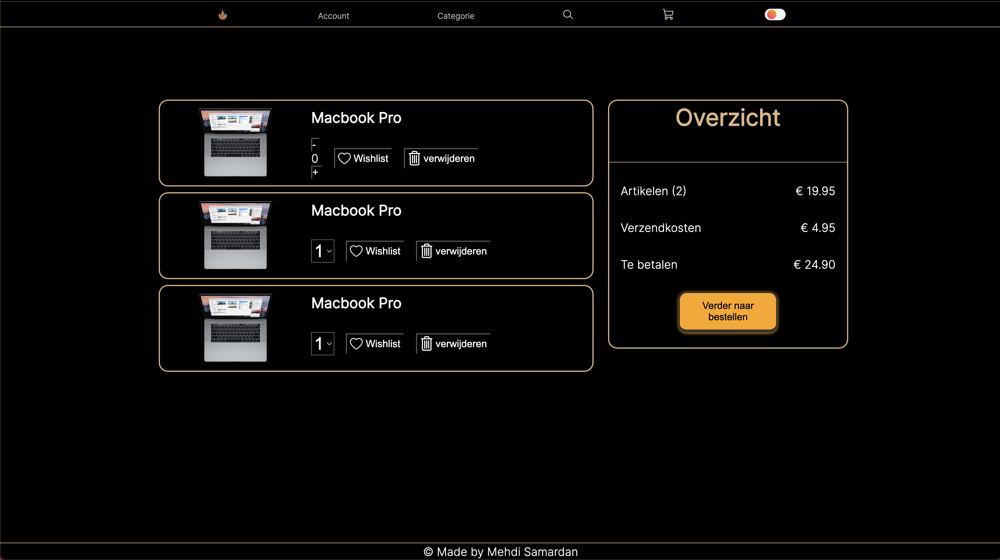 Account
Categorie
Macbook Pro
-
0
+
Wishlist
verwijderen
Macbook Pro
1
Wishlist
verwijderen
Macbook Pro
1
Wishlist
verwijderen
Overzicht
Artikelen (2) € 19.95
Verzendkosten € 4.95
Te betalen € 24.90
Verder naar
bestellen
© Made by Mehdi Samardan